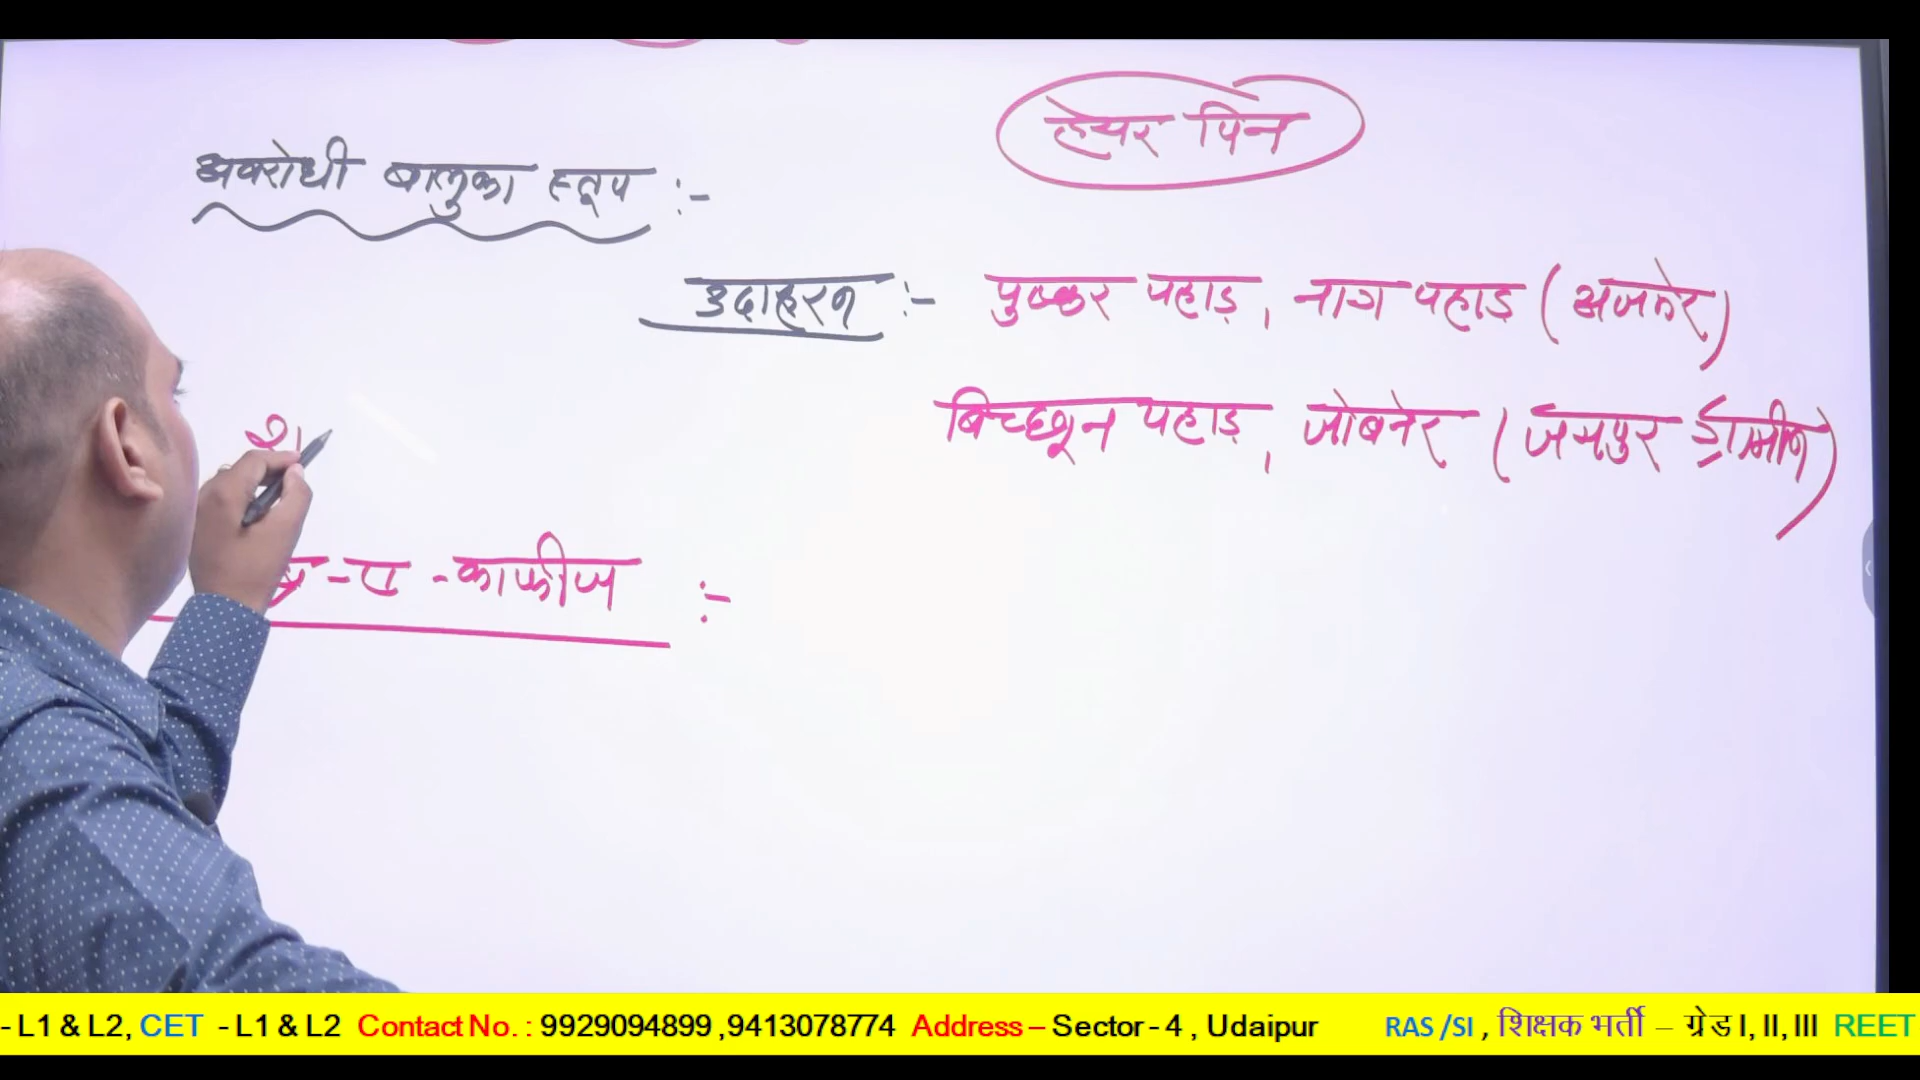 हेयर पिन
अवरोधी बालुका स्तूप :-
उदाहरन :- पुष्कर पहाड़, नाग पहाड़ (अजमेर)
बिच्छून पहाड़, जोबनेर (जयपुर ग्रामीण)
श्र
ब्र-ए-काफीज :-
- L1 & L2, CET - L1 & L2 Contact No. : 9929094899 ,9413078774 Address – Sector - 4 , Udaipur RAS /SI , शिक्षक भर्ती – ग्रेड I, II, III REET